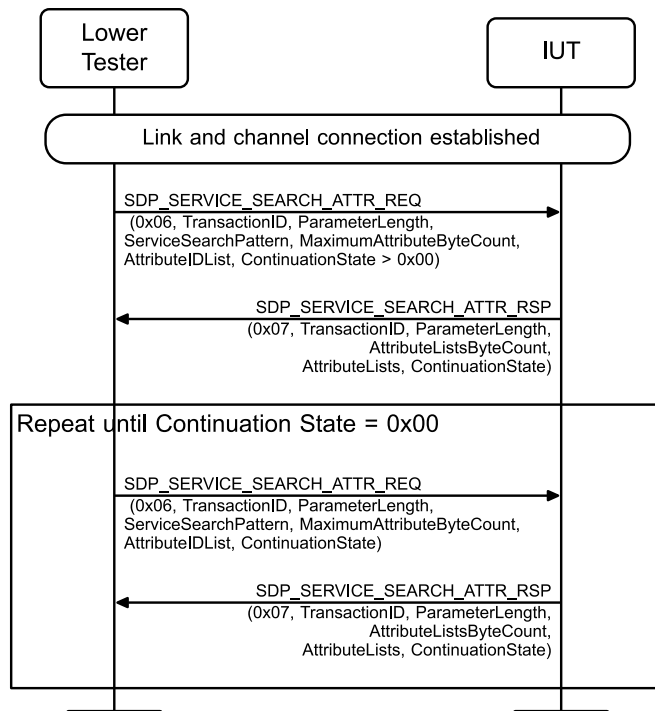 Lower
Tester
IUT
Link and channel connection established
SDP_SERVICE_SEARCH_ATTR_REQ
(0x06, TransactionID, ParameterLength,
ServiceSearchPattern, MaximumAttributeByteCount,
AttributeIDList, ContinuationState > 0x00)
SDP_SERVICE_SEARCH_ATTR_RSP
(0x07, TransactionID, ParameterLength,
AttributeListsByteCount,
AttributeLists, ContinuationState)
Repeat until Continuation State = 0x00
SDP_SERVICE_SEARCH_ATTR_REQ
(0x06, TransactionID, ParameterLength,
ServiceSearchPattern, MaximumAttributeByteCount,
AttributeIDList, ContinuationState)
SDP_SERVICE_SEARCH_ATTR_RSP
(0x07, TransactionID, ParameterLength,
AttributeListsByteCount,
AttributeLists, ContinuationState)